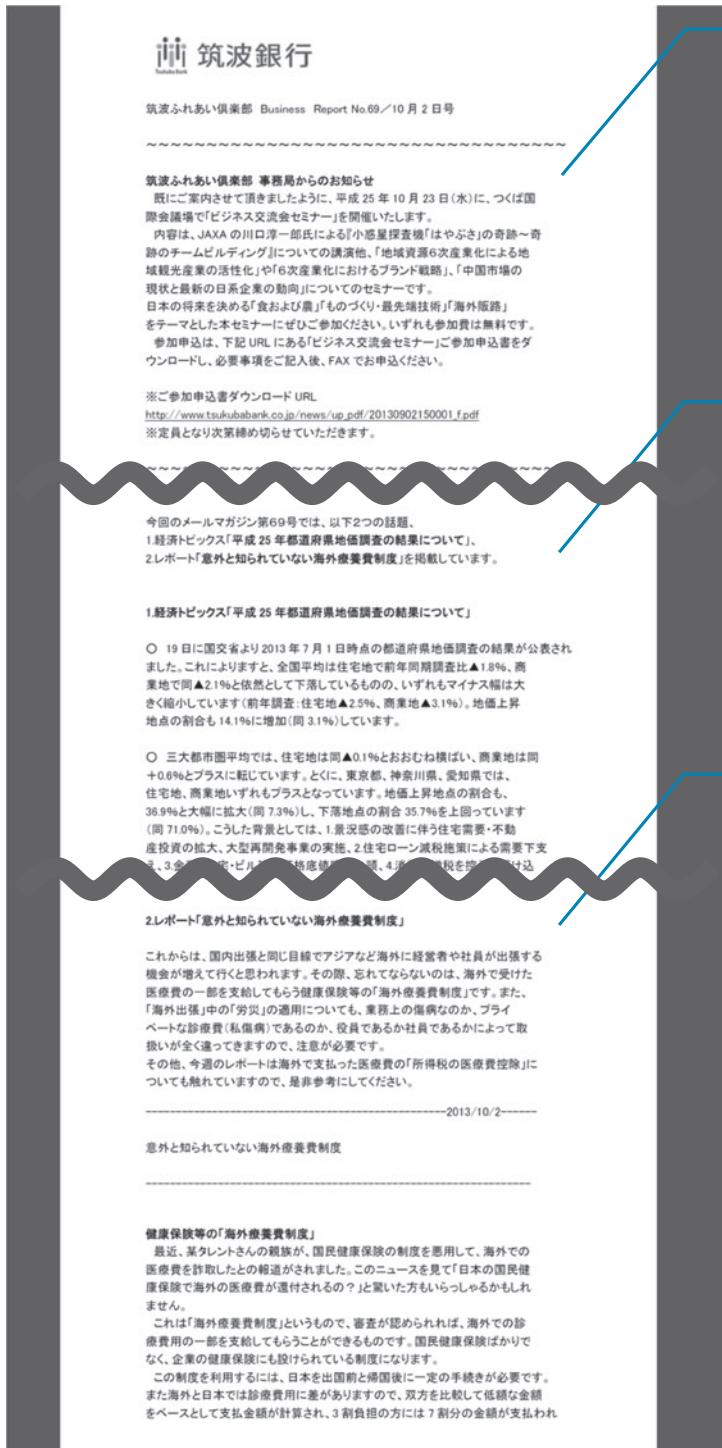 筑波銀行
Tsukuba Bank
筑波ふれあい倶楽部 Business Report No.69／10月2日号
~~~~~~~~~~~~~~~~~~~~~~~~~~~~~~~~~~~
筑波ふれあい倶楽部 事務局からのお知らせ
既にご案内させて頂きましたように、平成25年10月23日(水)に、つくば国
際会議場で「ビジネス交流会セミナー」を開催いたします。
内容は、JAXAの川口淳一郎氏による『小惑星探査機「はやぶさ」の奇跡～奇
跡のチームビルディング』についての講演他、「地域資源6次産業化による地
域観光産業の活性化」や「6次産業化におけるブランド戦略」、「中国市場の
現状と最新の日系企業の動向」についてのセミナーです。
日本の将来を決める「食および農」「ものづくり・最先端技術」「海外販路」
をテーマとした本セミナーにぜひご参加ください。いずれも参加費は無料です。
参加申込は、下記URLにある「ビジネス交流会セミナー」ご参加申込書をダ
ウンロードし、必要事項をご記入後、FAXでお申込ください。
※ご参加申込書ダウンロードURL
http://www.tsukubabank.co.jp/news/up_pdf/20130902150001_f.pdf
※定員となり次第締め切らせていただきます。
今回のメールマガジン第69号では、以下2つの話題、
1.経済トピックス「平成25年都道府県地価調査の結果について」、
2.レポート「意外と知られていない海外療養費制度」を掲載しています。
1.経済トピックス「平成25年都道府県地価調査の結果について」
○ 19日に国交省より2013年7月1日時点の都道府県地価調査の結果が公表され
ました。これによりますと、全国平均は住宅地で前年同期調査比▲1.8%、商
業地で同▲2.1%と依然として下落しているものの、いずれもマイナス幅は大
きく縮小しています(前年調査:住宅地▲2.5%、商業地▲3.1%)。地価上昇
地点の割合も14.1%に増加(同3.1%)しています。
○ 三大都市圏平均では、住宅地は同▲0.1%とおおむね横ばい、商業地は同
＋0.6%とプラスに転じています。とくに、東京都、神奈川県、愛知県では、
住宅地、商業地いずれもプラスとなっています。地価上昇地点の割合も、
36.9%と大幅に拡大(同7.3%)し、下落地点の割合35.7%を上回っています
(同71.0%)。こうした背景としては、1.景況感の改善に伴う住宅需要・不動
産投資の拡大、大型再開発事業の実施、2.住宅ローン減税施策による需要下支
え、3.金 宅・ビル 格底値 頭、4.消 税を控 け込
2.レポート「意外と知られていない海外療養費制度」
これからは、国内出張と同じ目線でアジアなど海外に経営者や社員が出張する
機会が増えて行くと思われます。その際、忘れてならないのは、海外で受けた
医療費の一部を支給してもらう健康保険等の「海外療養費制度」です。また、
「海外出張」中の「労災」の適用についても、業務上の傷病なのか、プライ
ベートな診療費(私傷病)であるのか、役員であるか社員であるかによって取
扱いが全く違ってきますので、注意が必要です。
その他、今週のレポートは海外で支払った医療費の「所得税の医療費控除」に
ついても触れていますので、是非参考にしてください。
--------------------------------------------------2013/10/2------
意外と知られていない海外療養費制度
----------------------------------------------------------------
健康保険等の「海外療養費制度」
最近、某タレントさんの親族が、国民健康保険の制度を悪用して、海外での
医療費を詐取したとの報道がされました。このニュースを見て「日本の国民健
康保険で海外の医療費が還付されるの？」と驚いた方もいらっしゃるかもしれ
ません。
これは「海外療養費制度」というもので、審査が認められれば、海外での診
療費用の一部を支給してもらうことができるものです。国民健康保険ばかりで
なく、企業の健康保険にも設けられている制度になります。
この制度を利用するには、日本を出国前と帰国後に一定の手続きが必要です。
また海外と日本では診療費用に差がありますので、双方を比較して低額な金額
をベースとして支払金額が計算され、3割負担の方には7割分の金額が支払われ